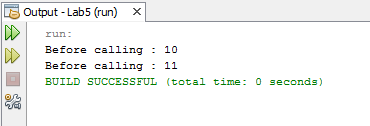 Output - Lab5 (run)
run:
Before calling : 10
Before calling : 11
BUILD SUCCESSFUL (total time: 0 seconds)